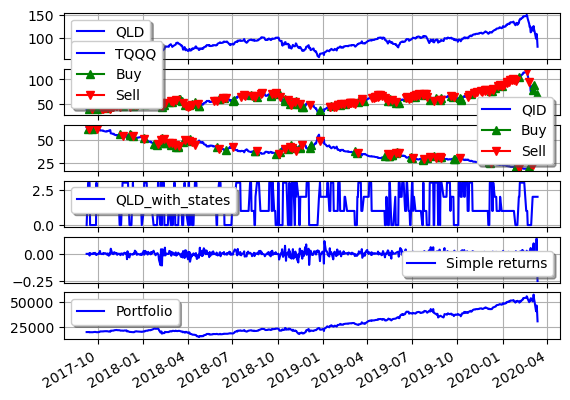 150
100
QLD
TQQQ
Buy
Sell
100
50
QID
Buy
Sell
50
25
2.5
0.0
QLD_with_states
0.00
−0.25
Simple returns
50000
25000
Portfolio
2017-10
2018-01
2018-04
2018-07
2018-10
2019-01
2019-04
2019-07
2019-10
2020-01
2020-04